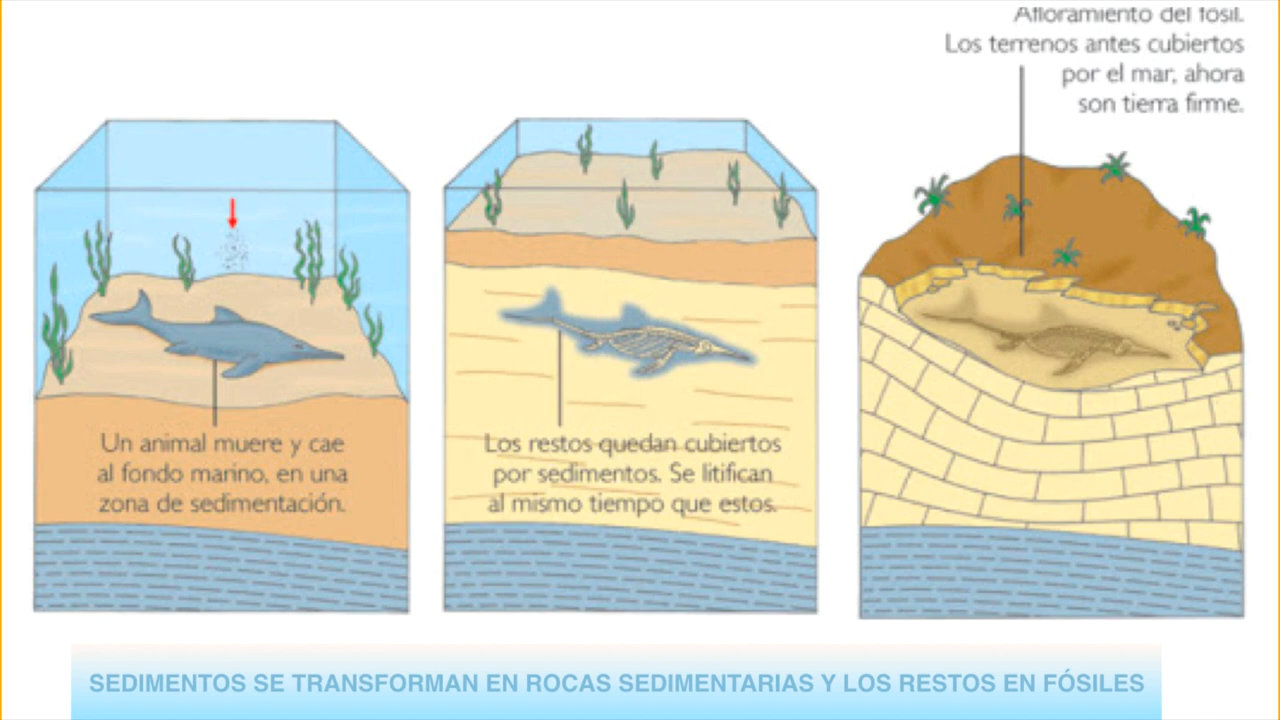 Afloramiento del fósil.
Los terrenos antes cubiertos
por el mar, ahora
son tierra firme.
Un animal muere y cae
al fondo marino, en una
zona de sedimentación.
Los restos quedan cubiertos
por sedimentos. Se litifican
al mismo tiempo que estos.
SEDIMENTOS SE TRANSFORMAN EN ROCAS SEDIMENTARIAS Y LOS RESTOS EN FÓSILES